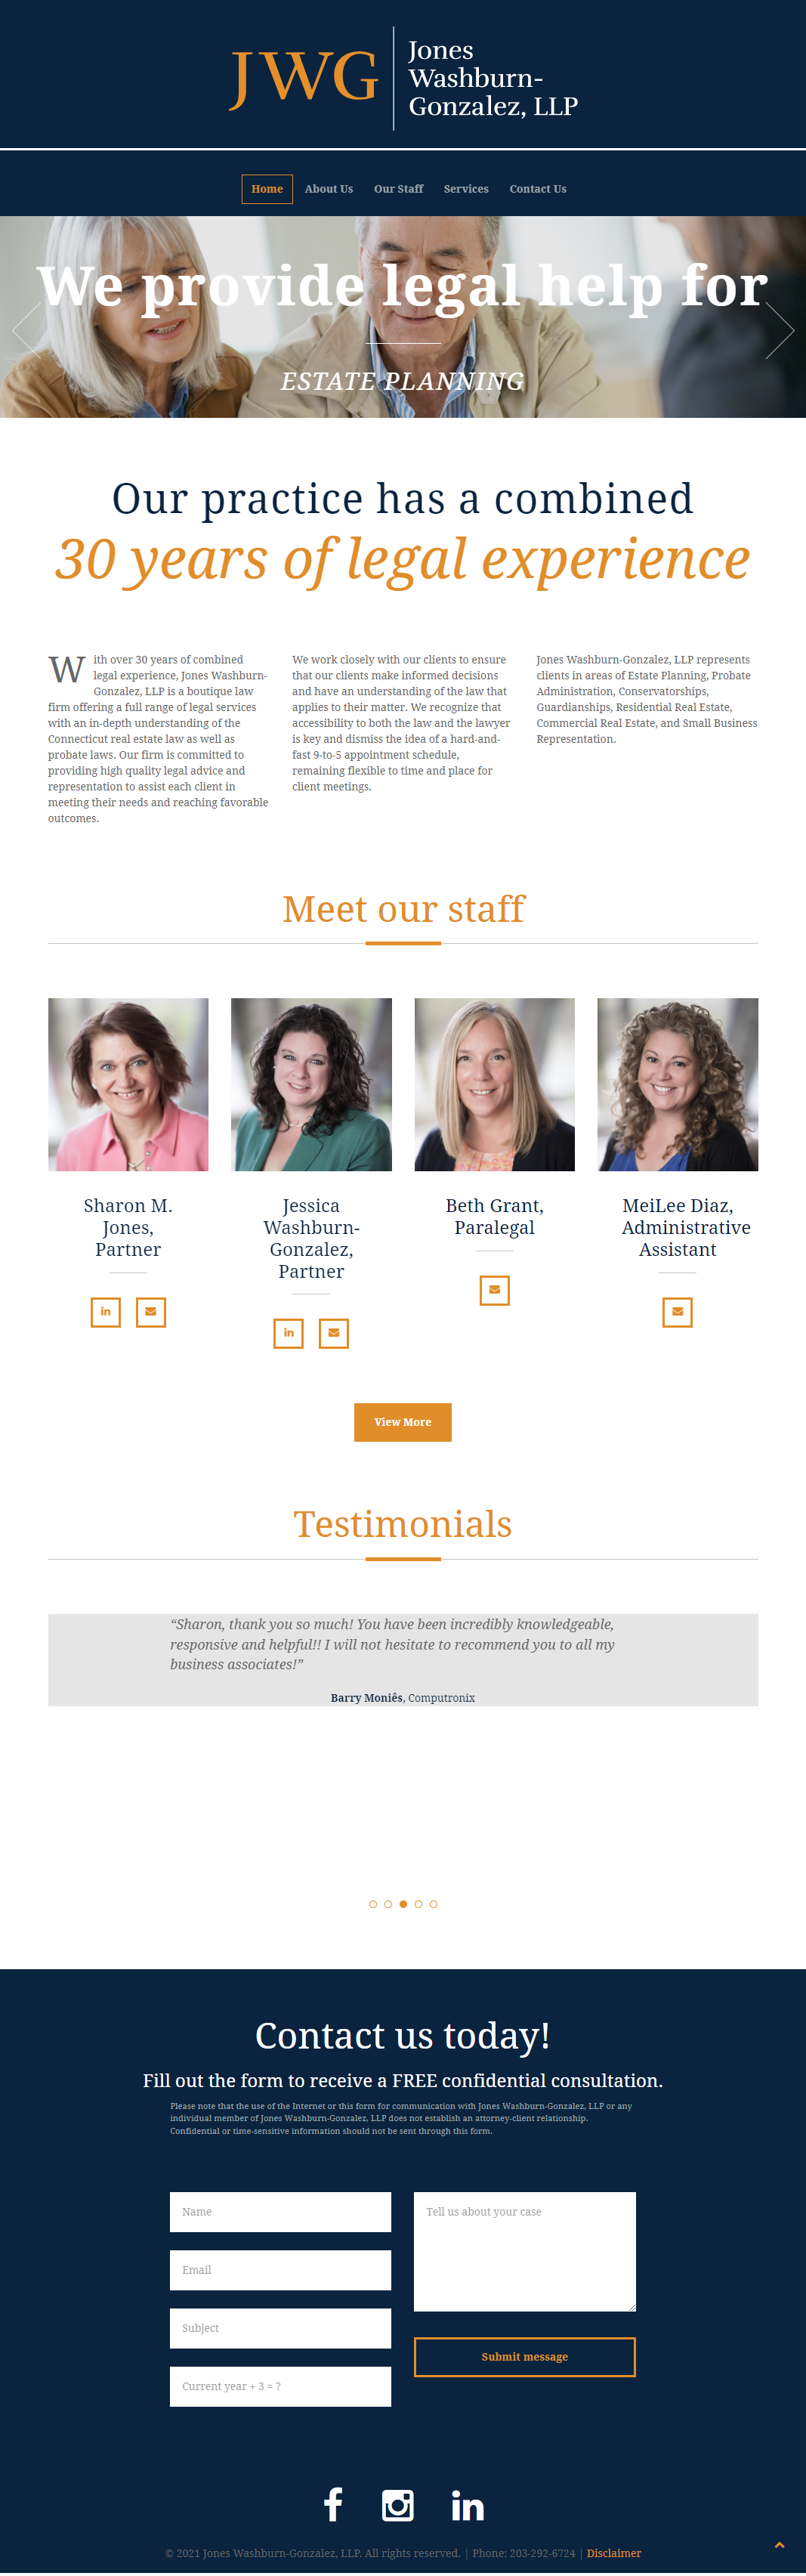 JWG
Jones
Washburn-
Gonzalez, LLP
Home About Us Our Staff Services Contact Us
We provide legal help for
ESTATE PLANNING
Our practice has a combined
30 years of legal experience
With over 30 years of combined
legal experience, Jones Washburn-
Gonzalez, LLP is a boutique law
firm offering a full range of legal services
with an in-depth understanding of the
Connecticut real estate law as well as
probate laws. Our firm is committed to
providing high quality legal advice and
representation to assist each client in
meeting their needs and reaching favorable
outcomes.
We work closely with our clients to ensure
that our clients make informed decisions
and have an understanding of the law that
applies to their matter. We recognize that
accessibility to both the law and the lawyer
is key and dismiss the idea of a hard-and-
fast 9-to-5 appointment schedule,
remaining flexible to time and place for
client meetings.
Jones Washburn-Gonzalez, LLP represents
clients in areas of Estate Planning, Probate
Administration, Conservatorships,
Guardianships, Residential Real Estate,
Commercial Real Estate, and Small Business
Representation.
Meet our staff
Sharon M.
Jones,
Partner
in
Jessica
Washburn-
Gonzalez,
Partner
in
Beth Grant,
Paralegal
MeiLee Diaz,
Administrative
Assistant
View More
Testimonials
“Sharon, thank you so much! You have been incredibly knowledgeable,
responsive and helpful!! I will not hesitate to recommend you to all my
business associates!”
Barry Moniês, Computronix
Contact us today!
Fill out the form to receive a FREE confidential consultation.
Please note that the use of the Internet or this form for communication with Jones Washburn-Gonzalez, LLP or any
individual member of Jones Washburn-Gonzalez, LLP does not establish an attorney-client relationship.
Confidential or time-sensitive information should not be sent through this form.
Name
Email
Subject
Current year + 3 = ?
Tell us about your case
Submit message
f in
© 2021 Jones Washburn-Gonzalez, LLP. All rights reserved. | Phone: 203-292-6724 | Disclaimer